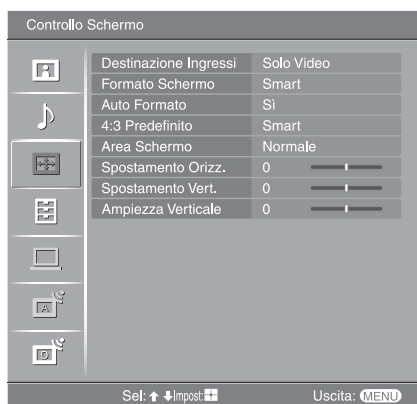 Controllo Schermo
Destinazione Ingressi Solo Video
Formato Schermo Smart
Auto Formato Sì
4:3 Predefinito Smart
Area Schermo Normale
Spostamento Orizz. 0
Spostamento Vert. 0
Ampiezza Verticale 0
A
D
Sel: Impost: Uscita: MENU